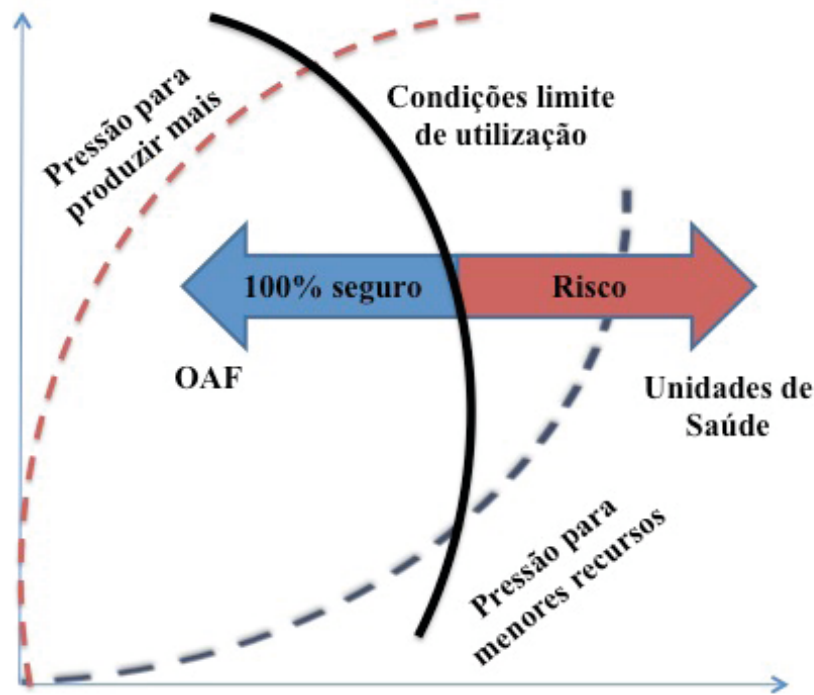 Pressão para
produzir mais
Condições limite
de utilização
100% seguro
Risco
OAF
Unidades de
Saúde
Pressão para
menores recursos